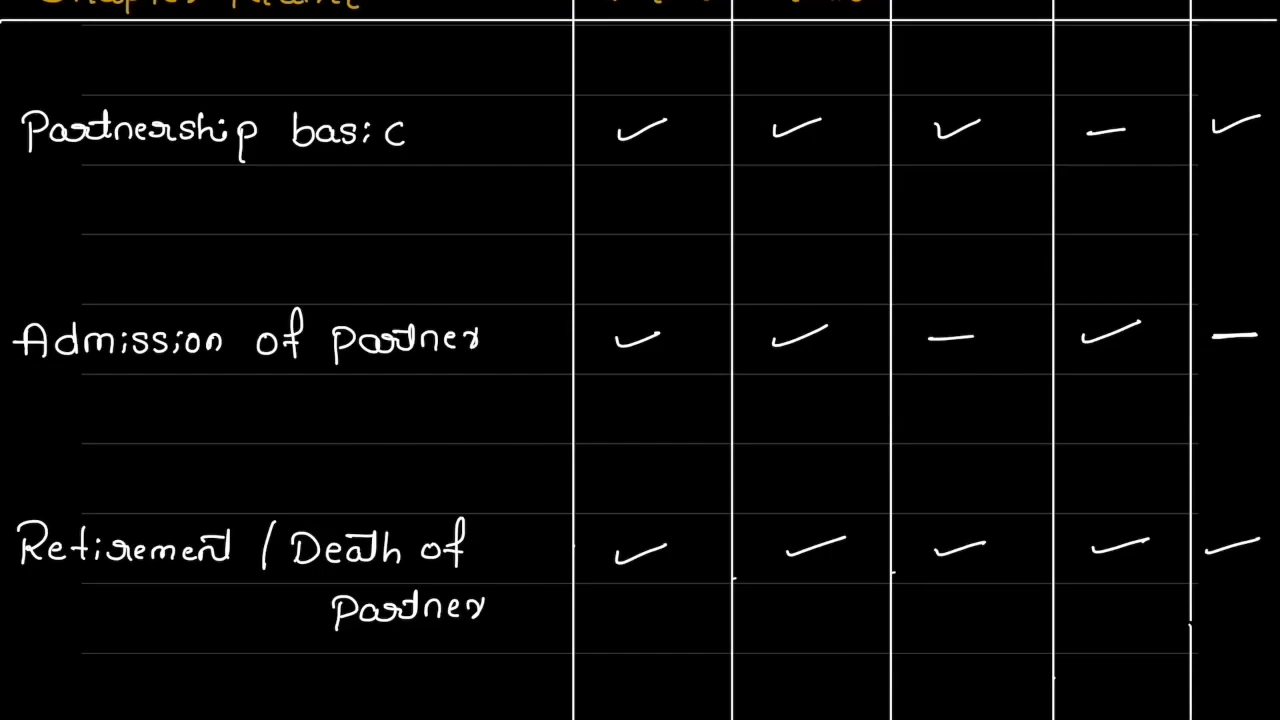 Partnership basic ✓ ✓ ✓ — ✓
Admission of partner ✓ ✓ — ✓ —
Retirement / Death of ✓ ✓ ✓ ✓ ✓
partner